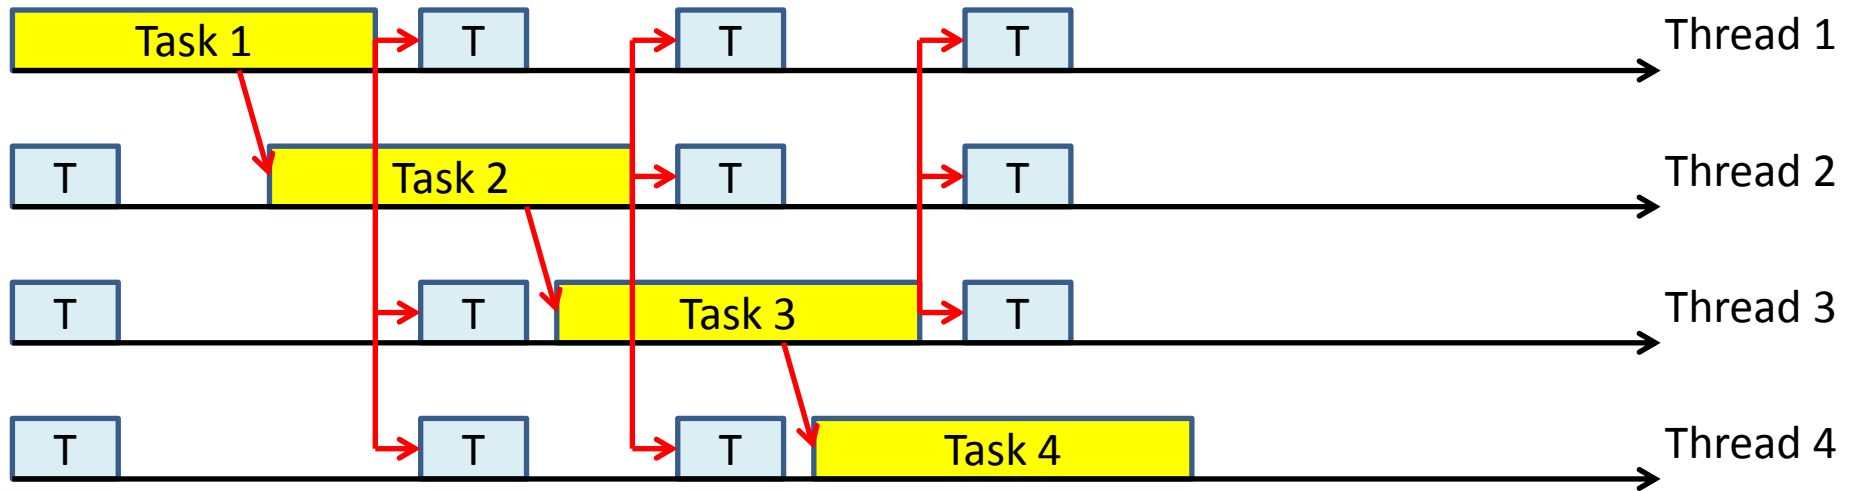 Task 1 T T T Thread 1
T Task 2 T T Thread 2
T T Task 3 T Thread 3
T T T Task 4 Thread 4